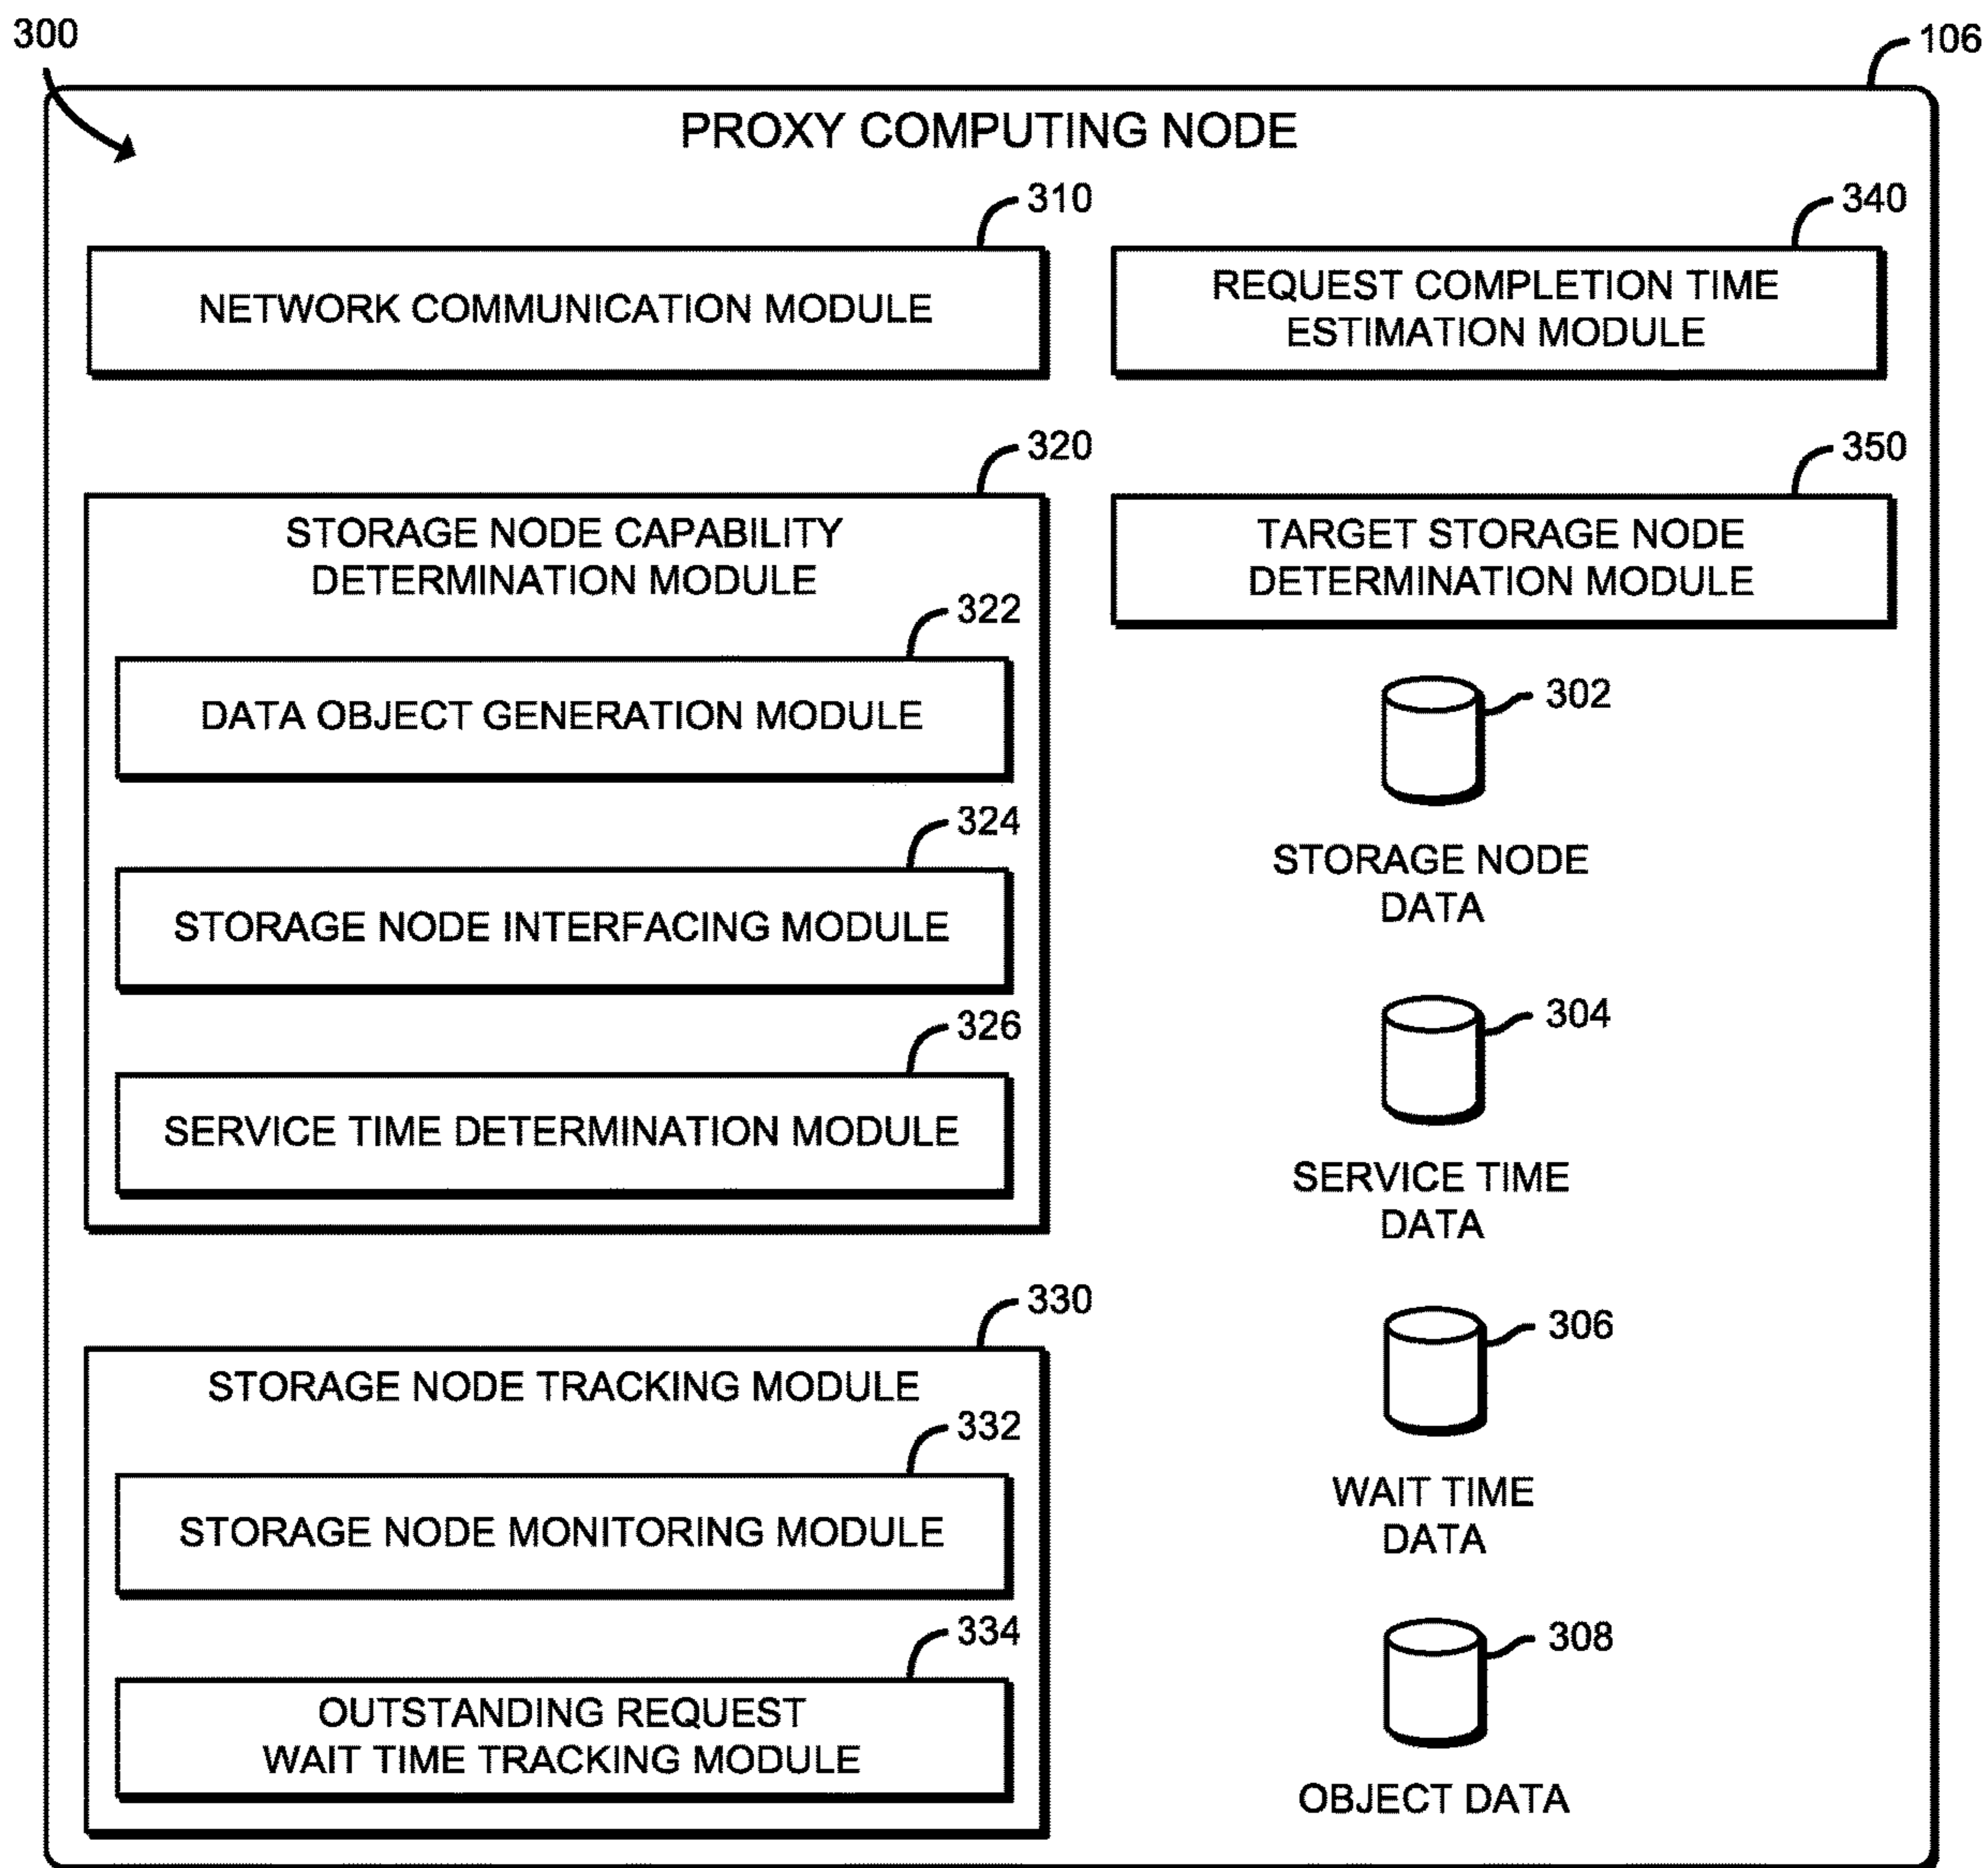 300
106
PROXY COMPUTING NODE
310
NETWORK COMMUNICATION MODULE
340
REQUEST COMPLETION TIME
ESTIMATION MODULE
320
STORAGE NODE CAPABILITY
DETERMINATION MODULE
322
DATA OBJECT GENERATION MODULE
324
STORAGE NODE INTERFACING MODULE
326
SERVICE TIME DETERMINATION MODULE
330
STORAGE NODE TRACKING MODULE
332
STORAGE NODE MONITORING MODULE
334
OUTSTANDING REQUEST
WAIT TIME TRACKING MODULE
350
TARGET STORAGE NODE
DETERMINATION MODULE
302
STORAGE NODE
DATA
304
SERVICE TIME
DATA
306
WAIT TIME
DATA
308
OBJECT DATA